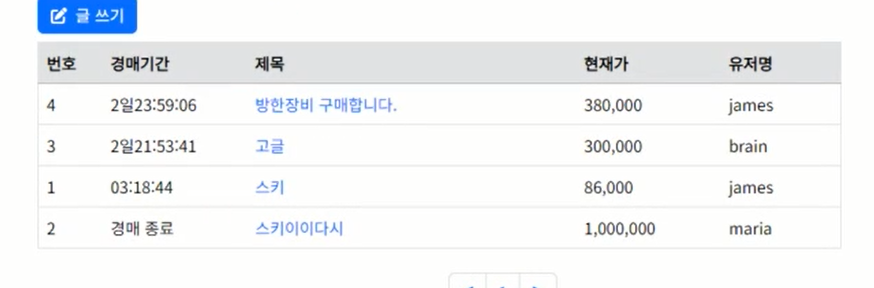 글 쓰기
번호 경매기간 제목 현재가 유저명
4 2일23:59:06 방한장비 구매합니다. 380,000 james
3 2일21:53:41 고글 300,000 brain
1 03:18:44 스키 86,000 james
2 경매 종료 스키이이다시 1,000,000 maria